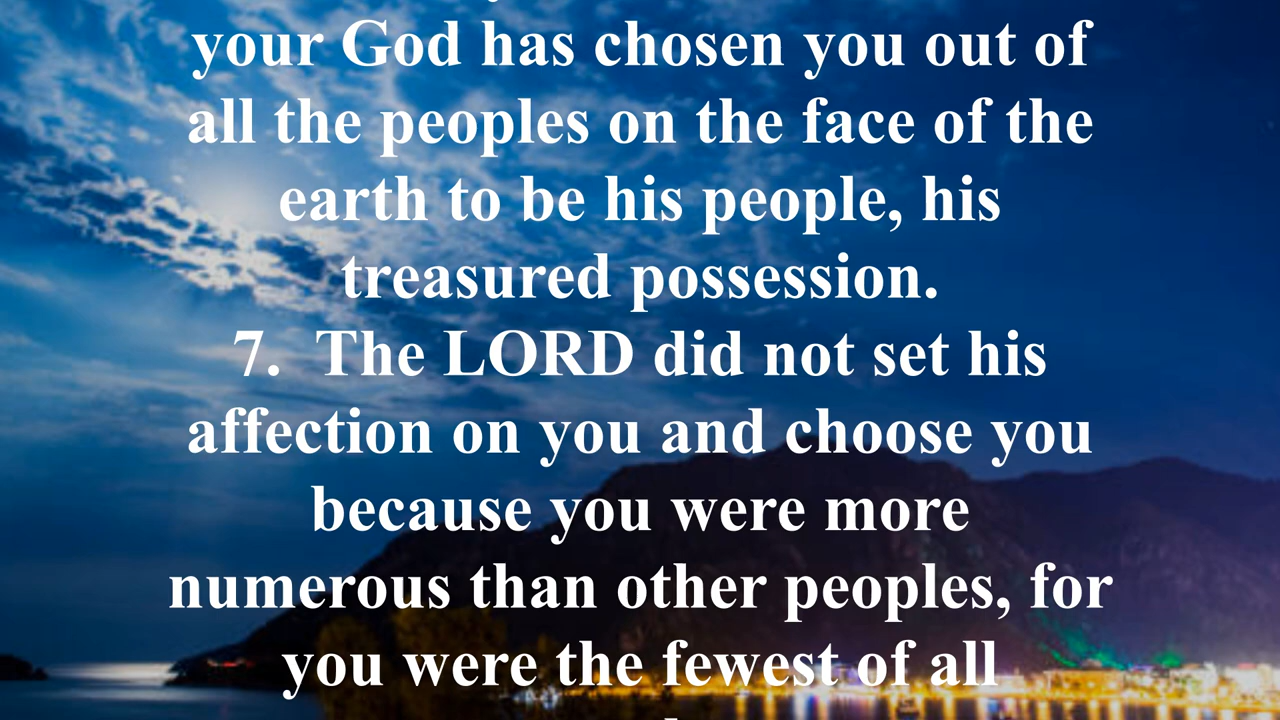 your God has chosen you out of
all the peoples on the face of the
earth to be his people, his
treasured possession.
7.  The LORD did not set his
affection on you and choose you
because you were more
numerous than other peoples, for
you were the fewest of all